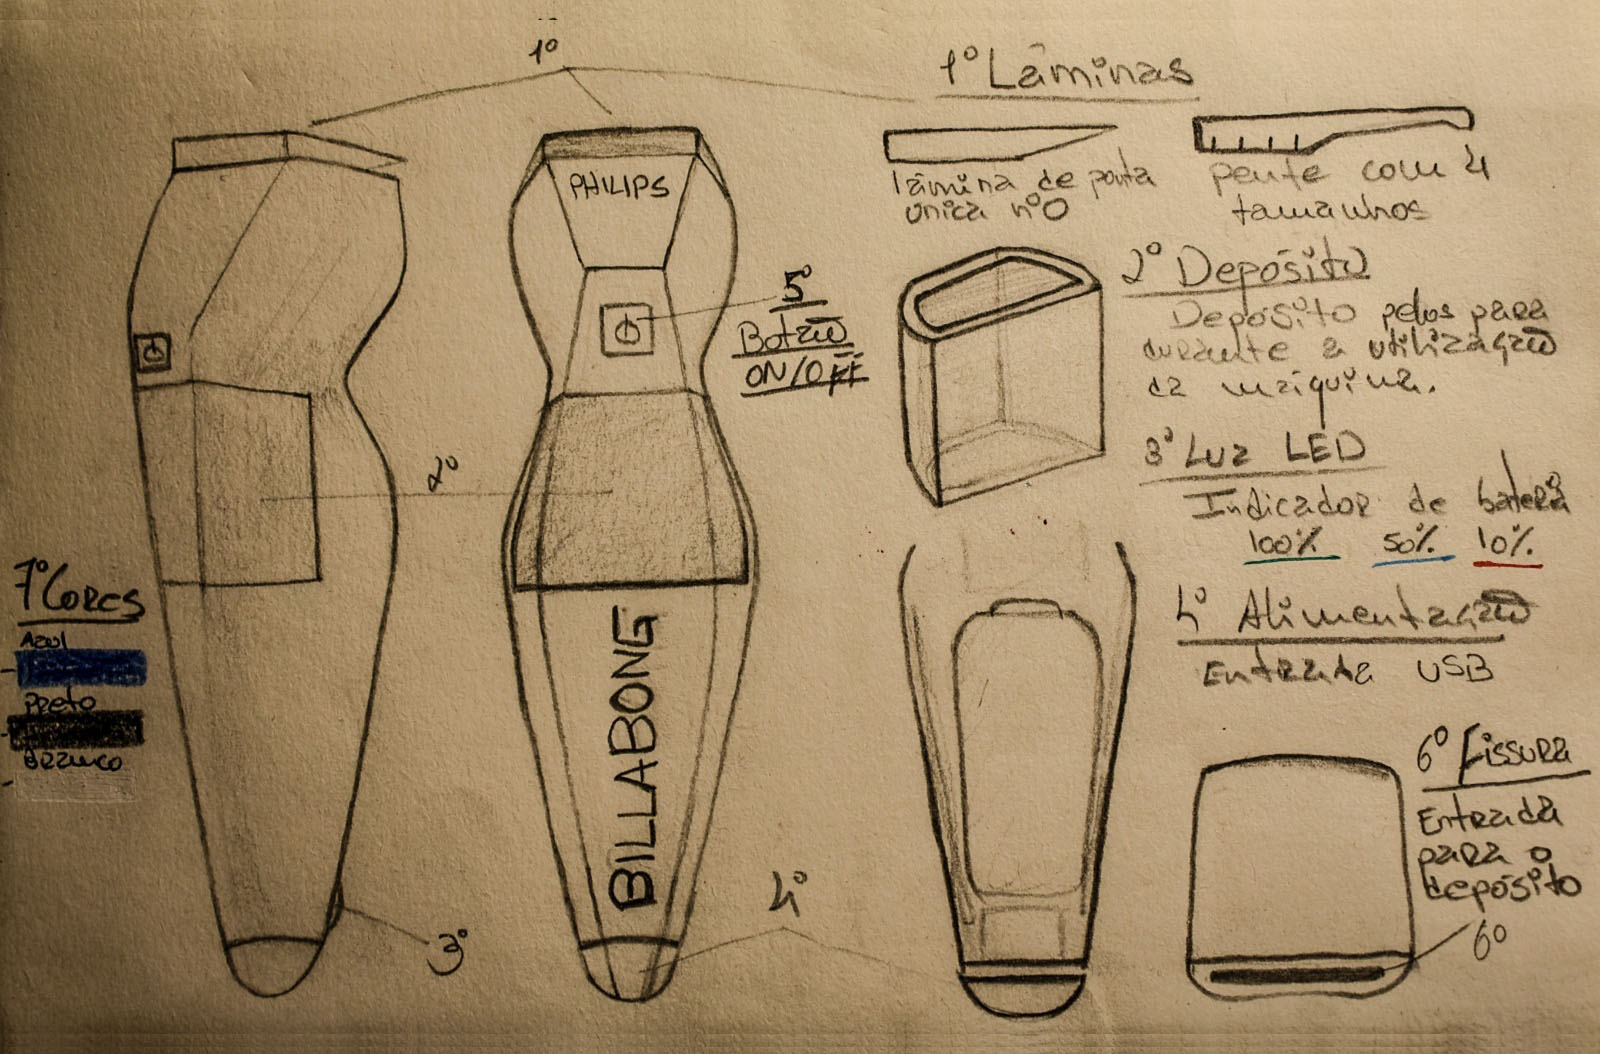 1º
1º Lâminas
lâmina de ponta
única nº0
pente com 4
tamanhos
PHILIPS
5º
Botão
ON/OFF
2º Depósito
Depósito pelos para
durante a utilização
da máiquina.
2º
3º Luz LED
Indicador de bateria
100% 50% 10%
4º Alimentação
Entrada USB
7º Cores
Azul
Preto
Branco
BILLABONG
3º
4º
6º Fissura
Entrada
para o
depósito
6º